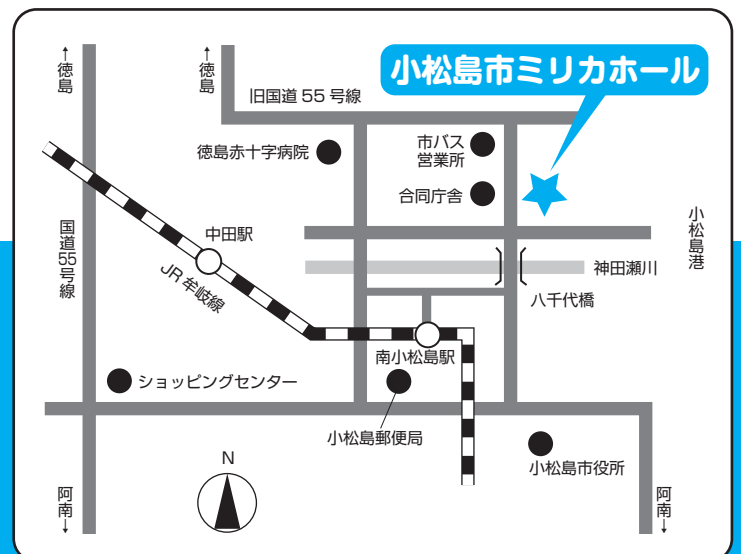 ←徳島
←徳島
小松島市ミリカホール
旧国道 55 号線
徳島赤十字病院
市バス
営業所
合同庁舎
小松島港
国道55号線
中田駅
JR 牟岐線
神田瀬川
八千代橋
南小松島駅
ショッピングセンター
小松島郵便局
小松島市役所
N
阿南→
阿南→